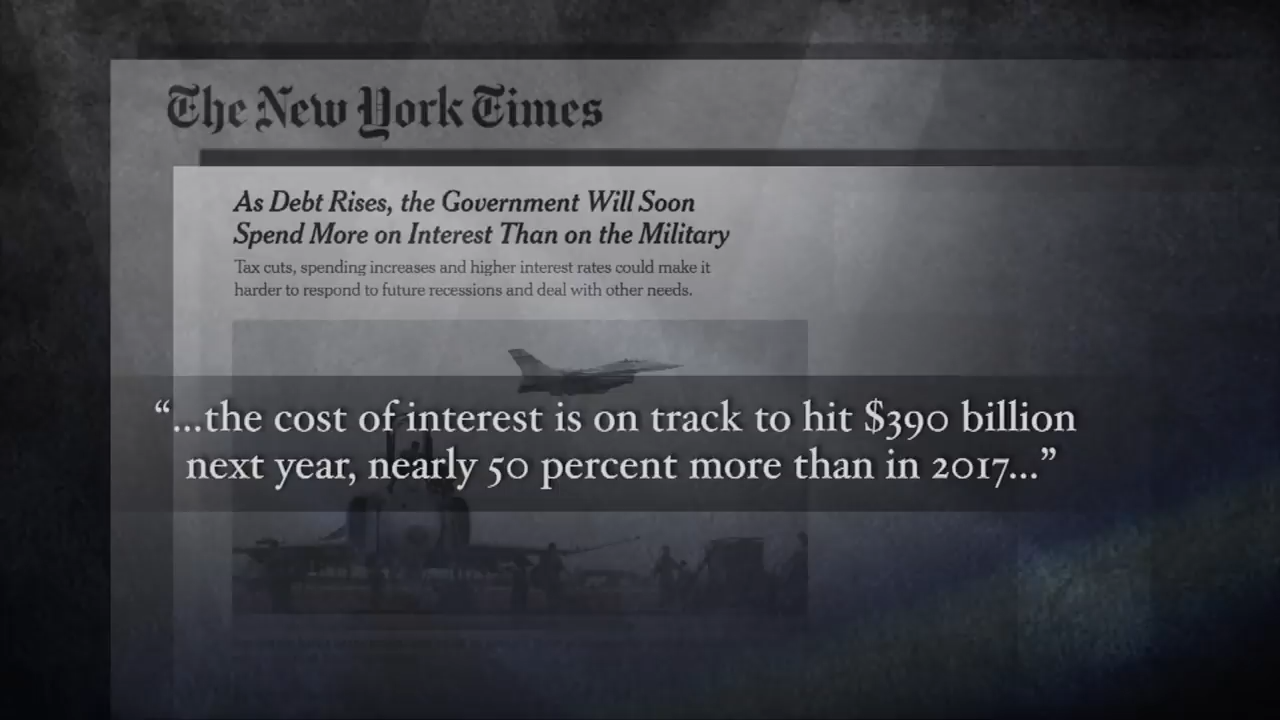 The New York Times
As Debt Rises, the Government Will Soon
Spend More on Interest Than on the Military
Tax cuts, spending increases and higher interest rates could make it
harder to respond to future recessions and deal with other needs.
“...the cost of interest is on track to hit $390 billion
next year, nearly 50 percent more than in 2017...”